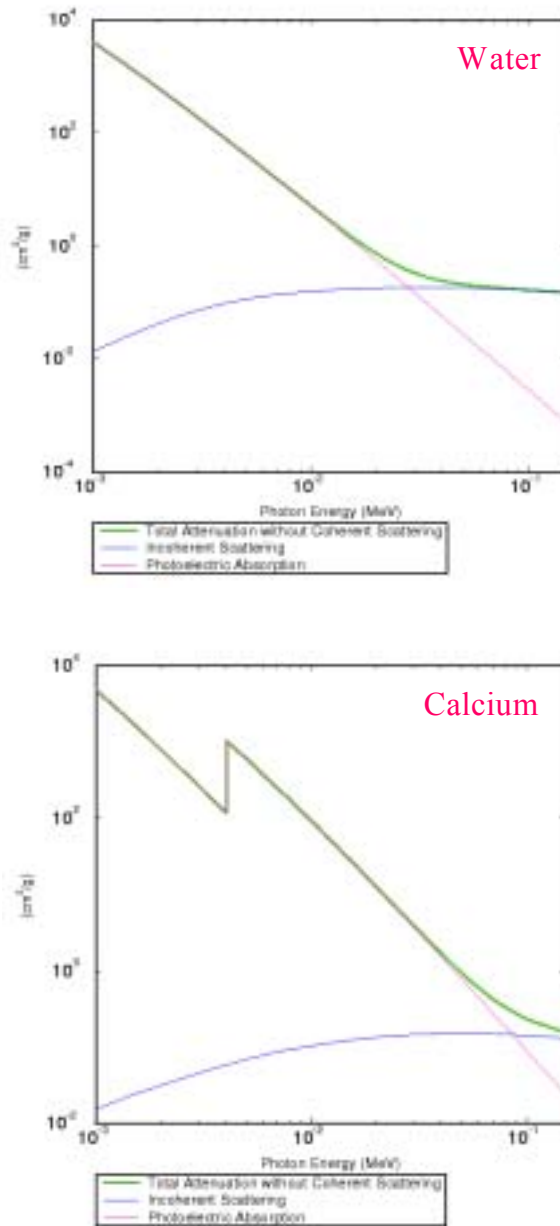 10⁴
Water
10²
10⁰
(cm²/g)
10⁻²
10⁻⁴
10⁻³ 10⁻² 10⁻¹
Photon Energy (MeV)
Total Attenuation without Coherent Scattering
Incoherent Scattering
Photoelectric Absorption
10⁴
Calcium
10²
(cm²/g)
10⁰
10⁻²
10⁻³ 10⁻² 10⁻¹
Photon Energy (MeV)
Total Attenuation without Coherent Scattering
Incoherent Scattering
Photoelectric Absorption